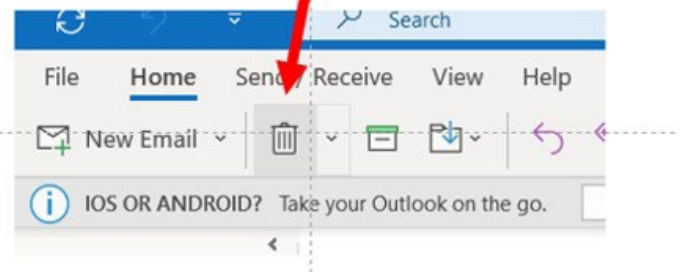 Search
File Home Send / Receive View Help
New Email
IOS OR ANDROID? Take your Outlook on the go.